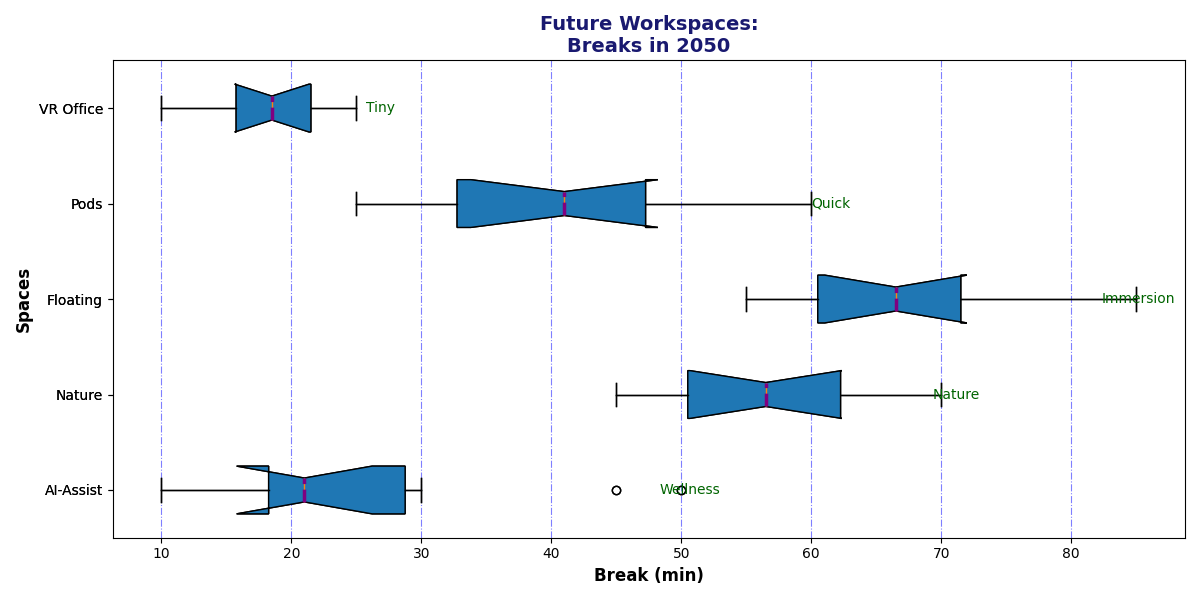 Future Workspaces:
Breaks in 2050
VR Office
Tiny
Pods
Quick
Floating
Immersion
Nature
Nature
AI-Assist
Wellness
Spaces
10 20 30 40 50 60 70 80
Break (min)